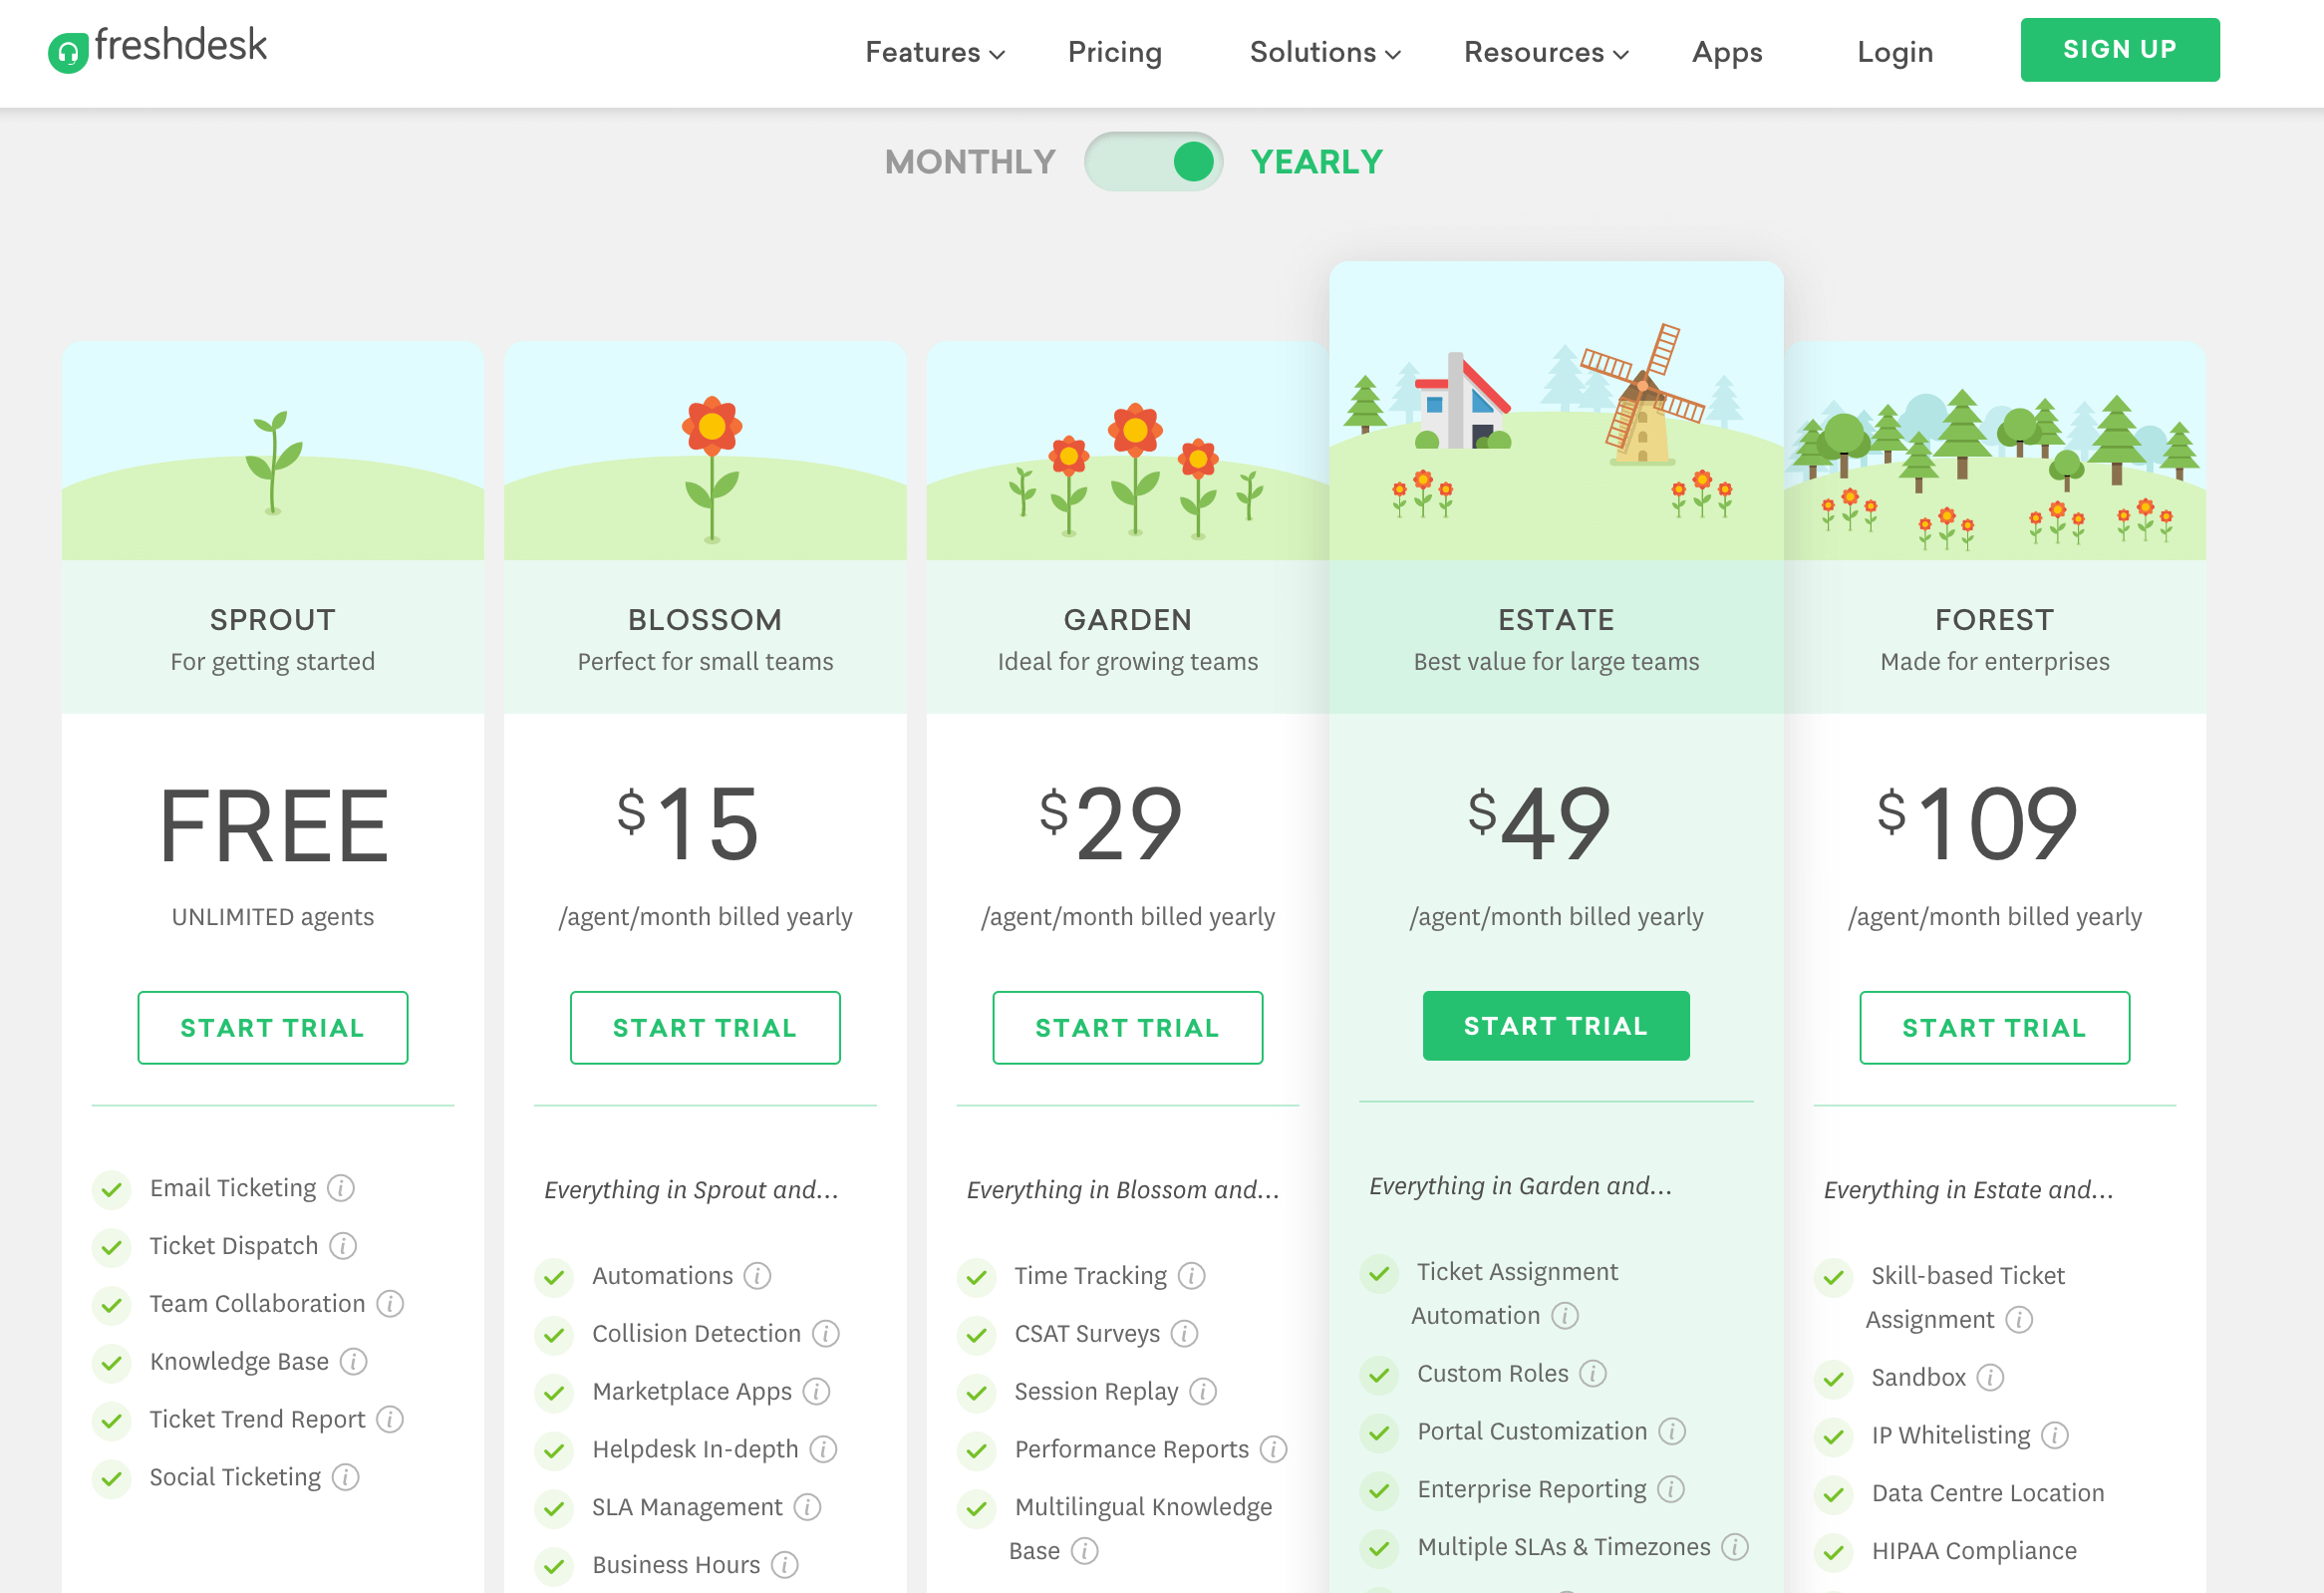 freshdesk
Features
Pricing
Solutions
Resources
Apps
Login
SIGN UP
MONTHLY
YEARLY
SPROUT
For getting started
FREE
UNLIMITED agents
START TRIAL
Email Ticketing
Ticket Dispatch
Team Collaboration
Knowledge Base
Ticket Trend Report
Social Ticketing
BLOSSOM
Perfect for small teams
$15
/agent/month billed yearly
START TRIAL
Everything in Sprout and...
Automations
Collision Detection
Marketplace Apps
Helpdesk In-depth
SLA Management
Business Hours
GARDEN
Ideal for growing teams
$29
/agent/month billed yearly
START TRIAL
Everything in Blossom and...
Time Tracking
CSAT Surveys
Session Replay
Performance Reports
Multilingual Knowledge
Base
ESTATE
Best value for large teams
$49
/agent/month billed yearly
START TRIAL
Everything in Garden and...
Ticket Assignment
Automation
Custom Roles
Portal Customization
Enterprise Reporting
Multiple SLAs & Timezones
FOREST
Made for enterprises
$109
/agent/month billed yearly
START TRIAL
Everything in Estate and...
Skill-based Ticket
Assignment
Sandbox
IP Whitelisting
Data Centre Location
HIPAA Compliance